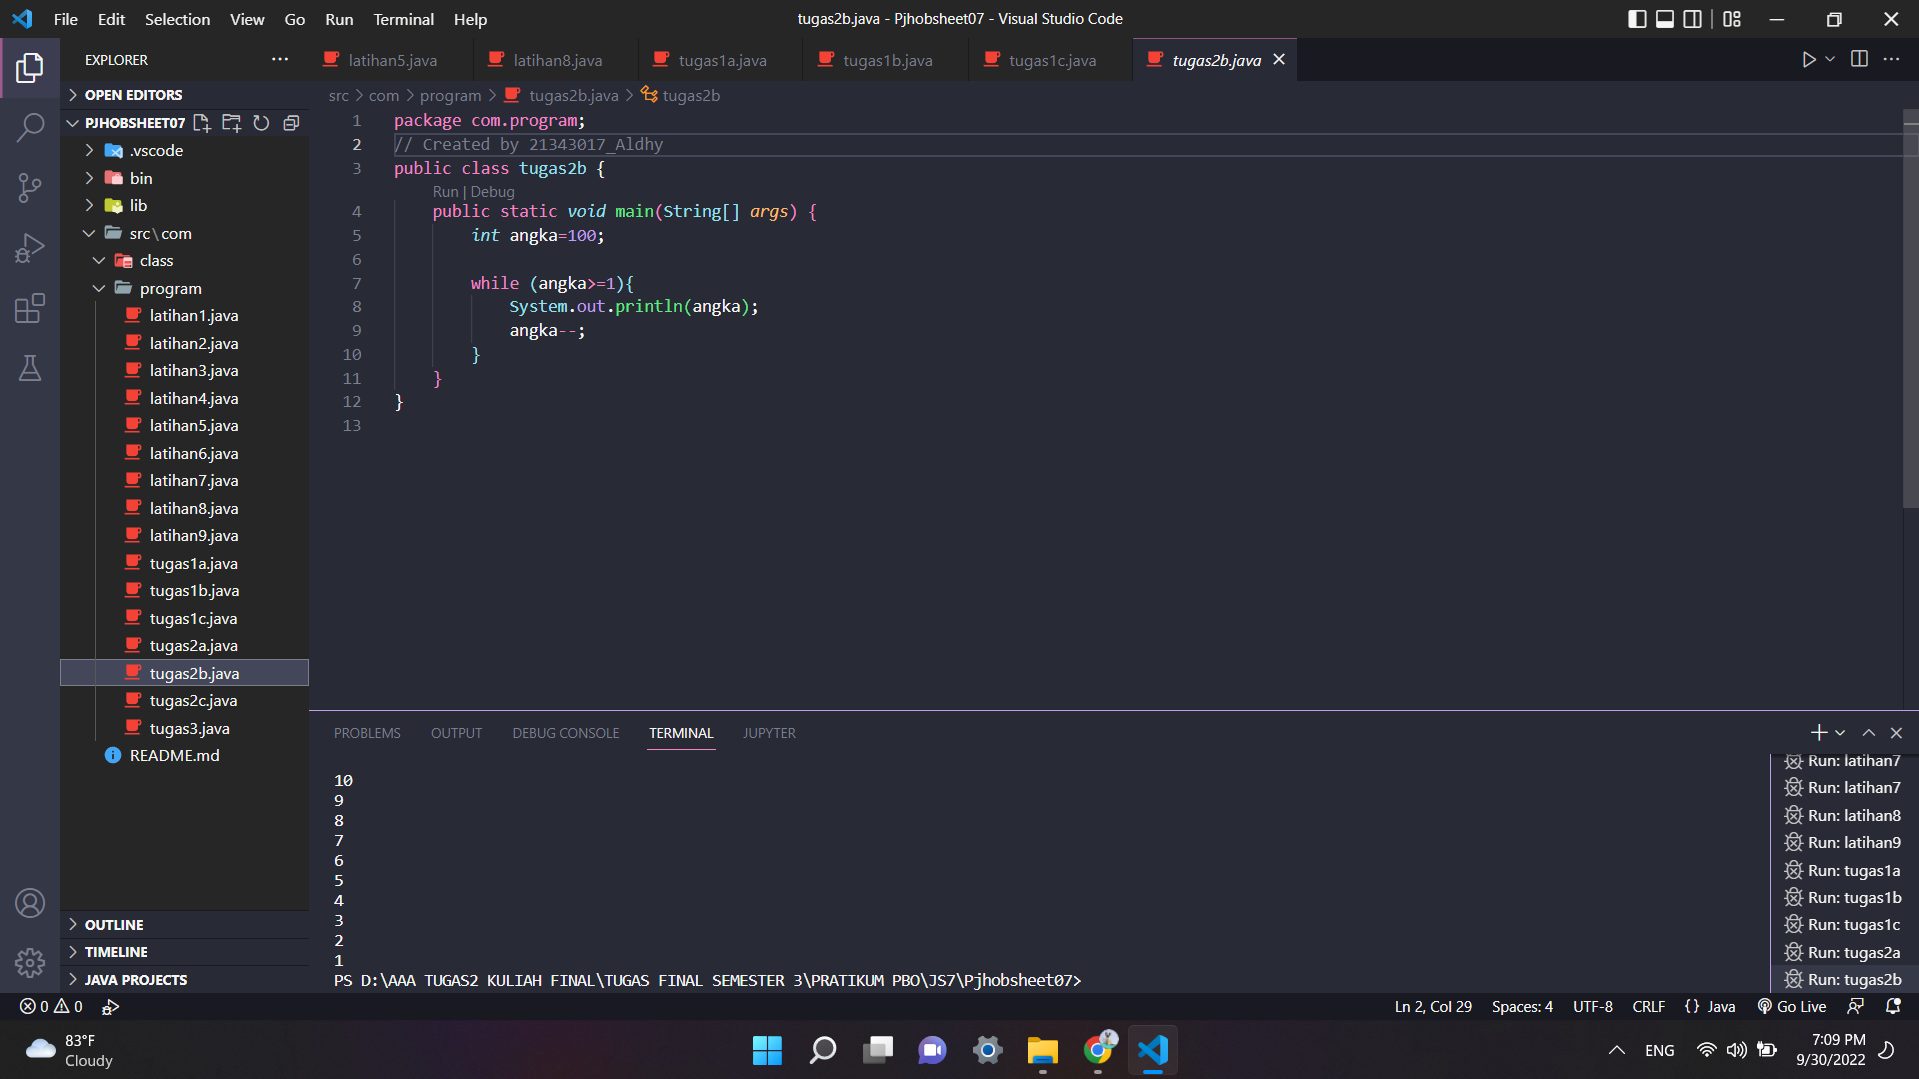 File Edit Selection View Go Run Terminal Help
tugas2b.java - Pjhobsheet07 - Visual Studio Code
EXPLORER
latihan5.java latihan8.java tugas1a.java tugas1b.java tugas1c.java tugas2b.java
OPEN EDITORS
PJHOBSHEET07
.vscode
bin
lib
src\com
class
program
latihan1.java
latihan2.java
latihan3.java
latihan4.java
latihan5.java
latihan6.java
latihan7.java
latihan8.java
latihan9.java
tugas1a.java
tugas1b.java
tugas1c.java
tugas2a.java
tugas2b.java
tugas2c.java
tugas3.java
README.md
OUTLINE
TIMELINE
JAVA PROJECTS
src > com > program > tugas2b.java > tugas2b
1 package com.program;
2 // Created by 21343017_Aldhy
3 public class tugas2b {
Run | Debug
4 public static void main(String[] args) {
5 int angka=100;
6
7 while (angka>=1){
8 System.out.println(angka);
9 angka--;
10 }
11 }
12 }
13
PROBLEMS OUTPUT DEBUG CONSOLE TERMINAL JUPYTER
10
9
8
7
6
5
4
3
2
1
PS D:\AAA TUGAS2 KULIAH FINAL\TUGAS FINAL SEMESTER 3\PRATIKUM PBO\JS7\Pjhobsheet07>
Run: latihan7
Run: latihan7
Run: latihan8
Run: latihan9
Run: tugas1a
Run: tugas1b
Run: tugas1c
Run: tugas2a
Run: tugas2b
0 0
Ln 2, Col 29 Spaces: 4 UTF-8 CRLF {} Java Go Live
83°F
Cloudy
ENG
7:09 PM
9/30/2022